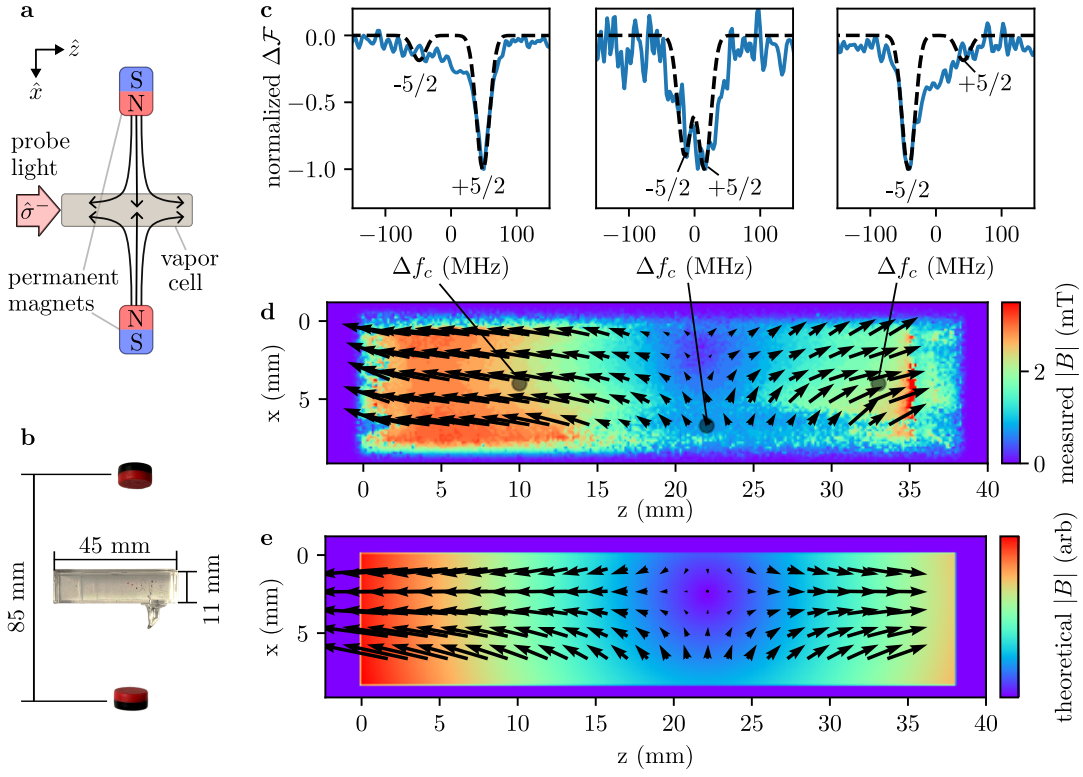 a
ẑ
x̂
S
N
probe
light
σ̂⁻
permanent
magnets
vapor
cell
N
S
b
85 mm
45 mm
11 mm
c
normalized Δℱ
0.0
−0.5
−1.0
-5/2
+5/2
-5/2
+5/2
+5/2
-5/2
−100 0 100
−100 0 100
−100 0 100
Δf_c (MHz)
Δf_c (MHz)
Δf_c (MHz)
d
x (mm)
0
5
0 5 10 15 20 25 30 35 40
z (mm)
2
0
measured |B| (mT)
e
x (mm)
0
5
0 5 10 15 20 25 30 35 40
z (mm)
theoretical |B| (arb)